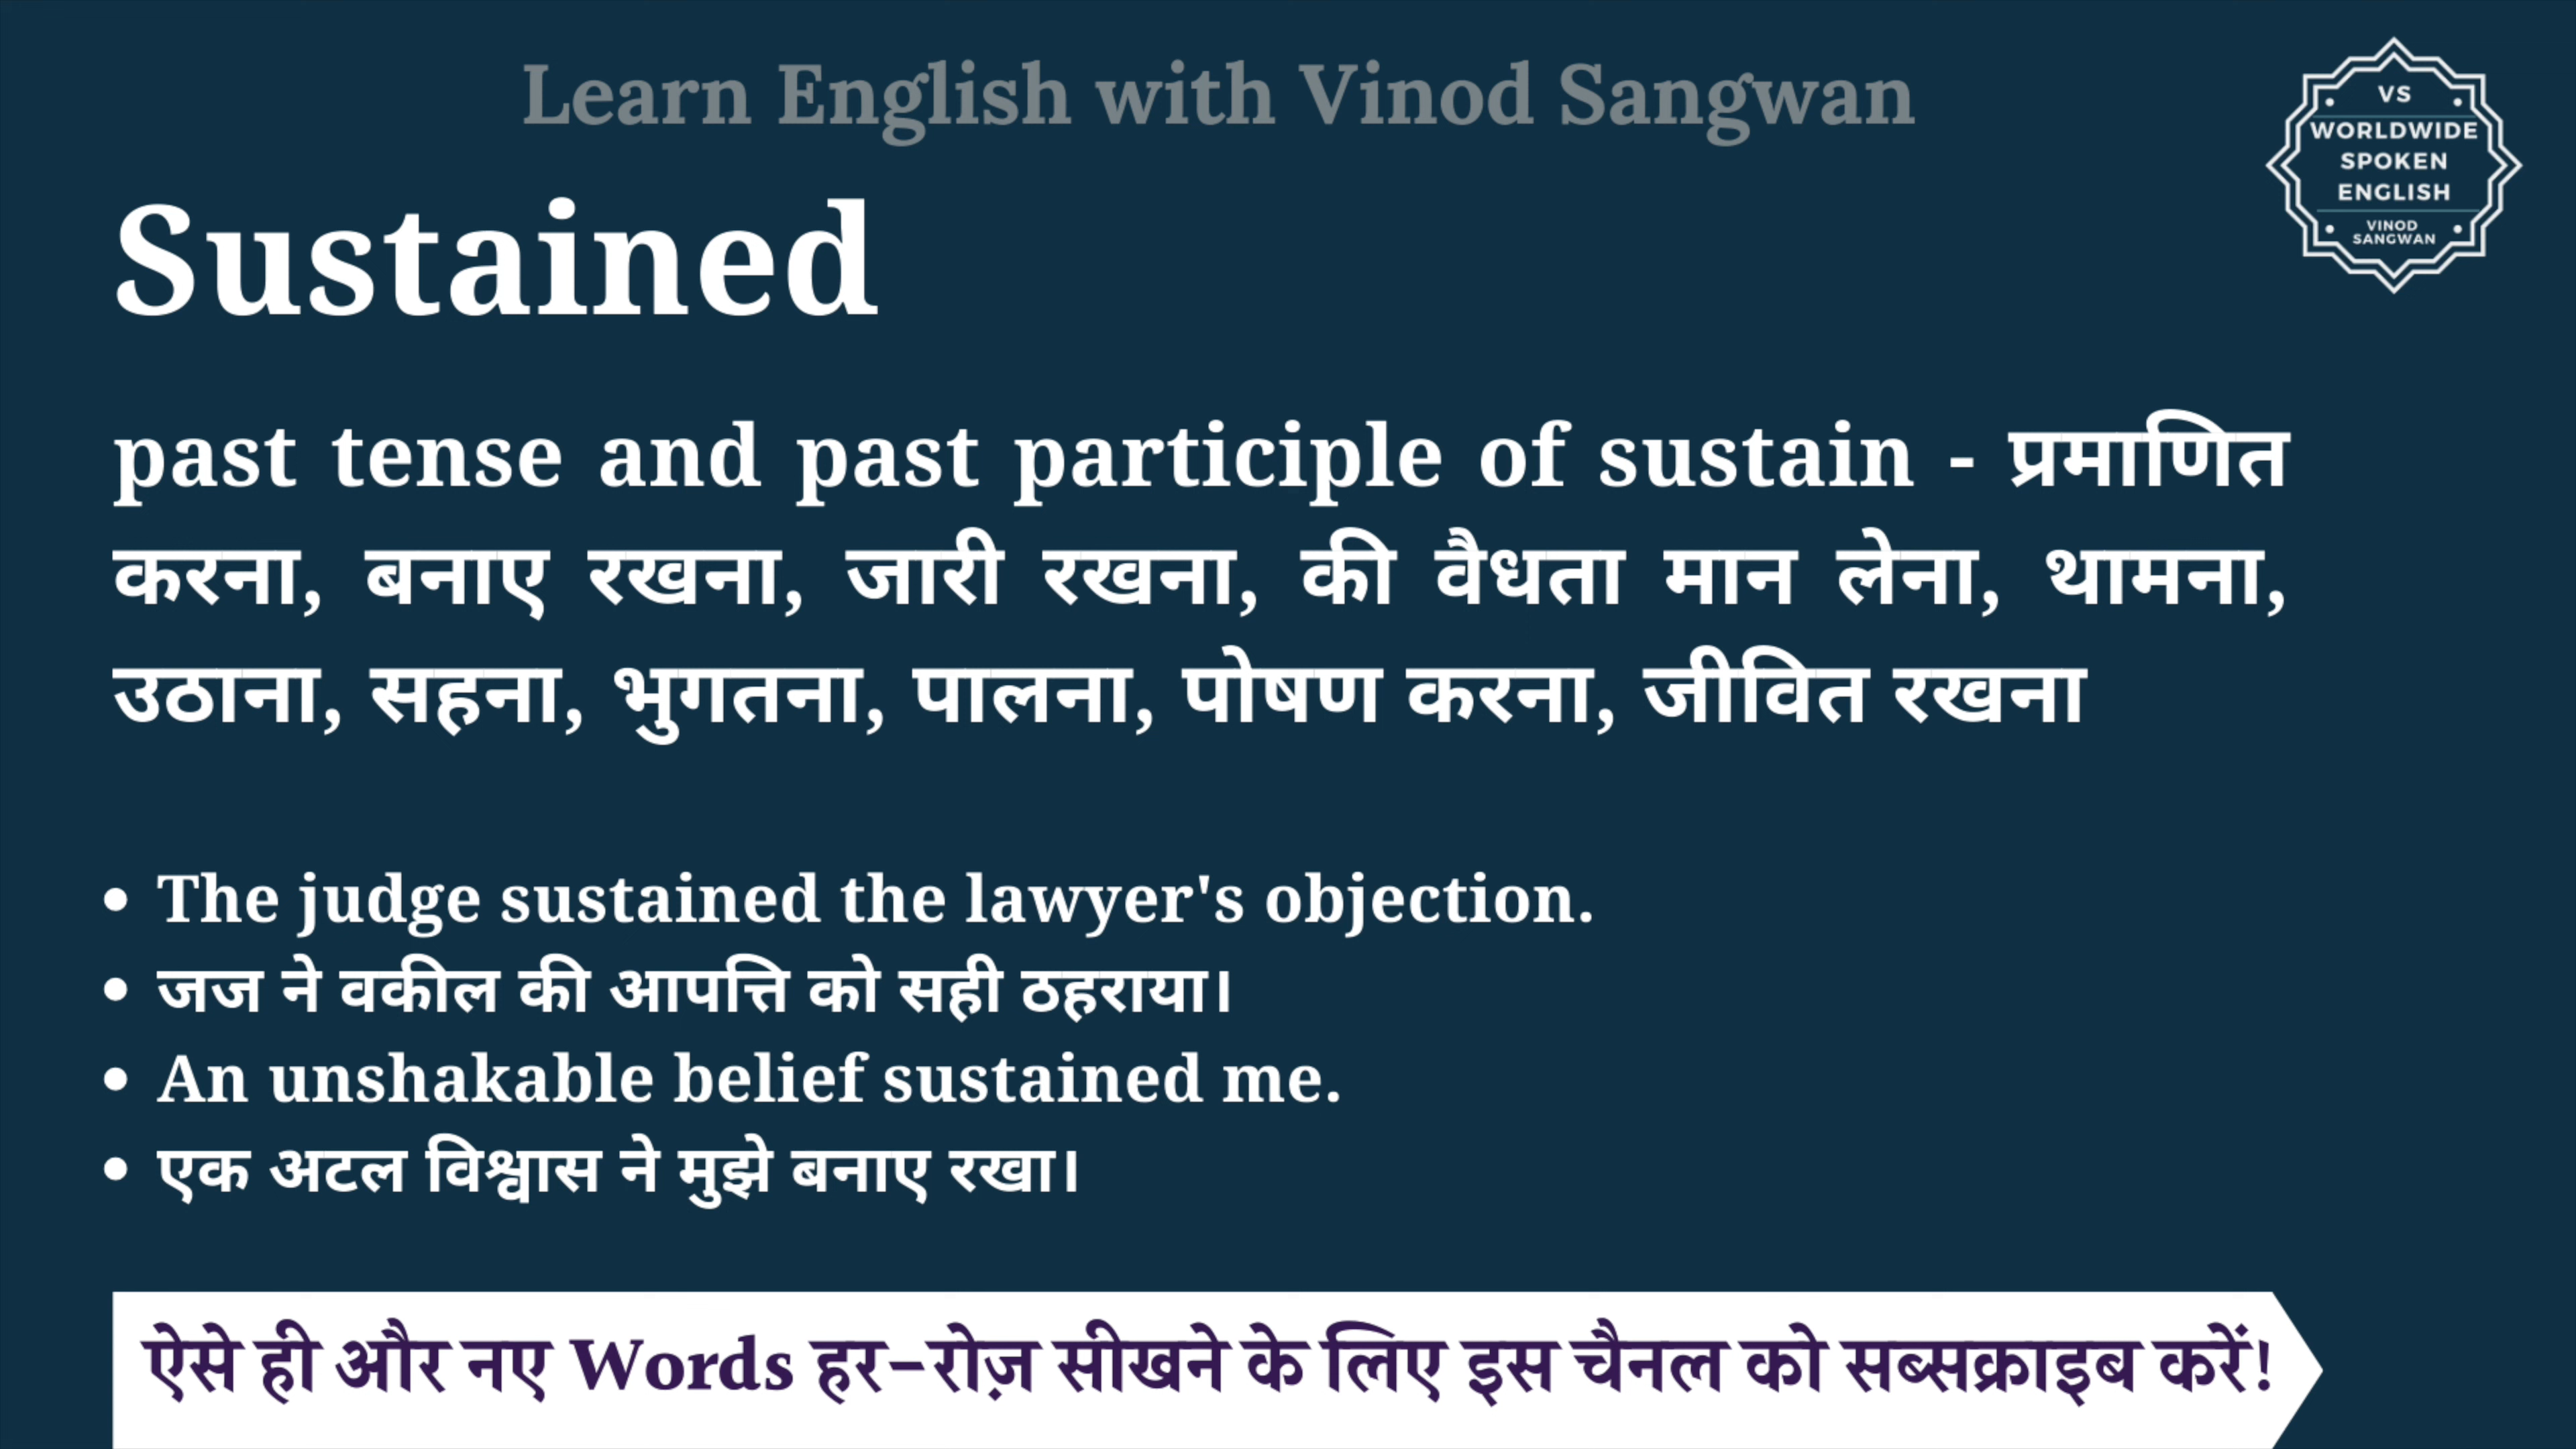 Learn English with Vinod Sangwan
VS
WORLDWIDE
SPOKEN
ENGLISH
VINOD
SANGWAN
Sustained
past tense and past participle of sustain - प्रमाणित
करना, बनाए रखना, जारी रखना, की वैधता मान लेना, थामना,
उठाना, सहना, भुगतना, पालना, पोषण करना, जीवित रखना
• The judge sustained the lawyer's objection.
• जज ने वकील की आपत्ति को सही ठहराया।
• An unshakable belief sustained me.
• एक अटल विश्वास ने मुझे बनाए रखा।
ऐसे ही और नए Words हर-रोज़ सीखने के लिए इस चैनल को सब्सक्राइब करें!